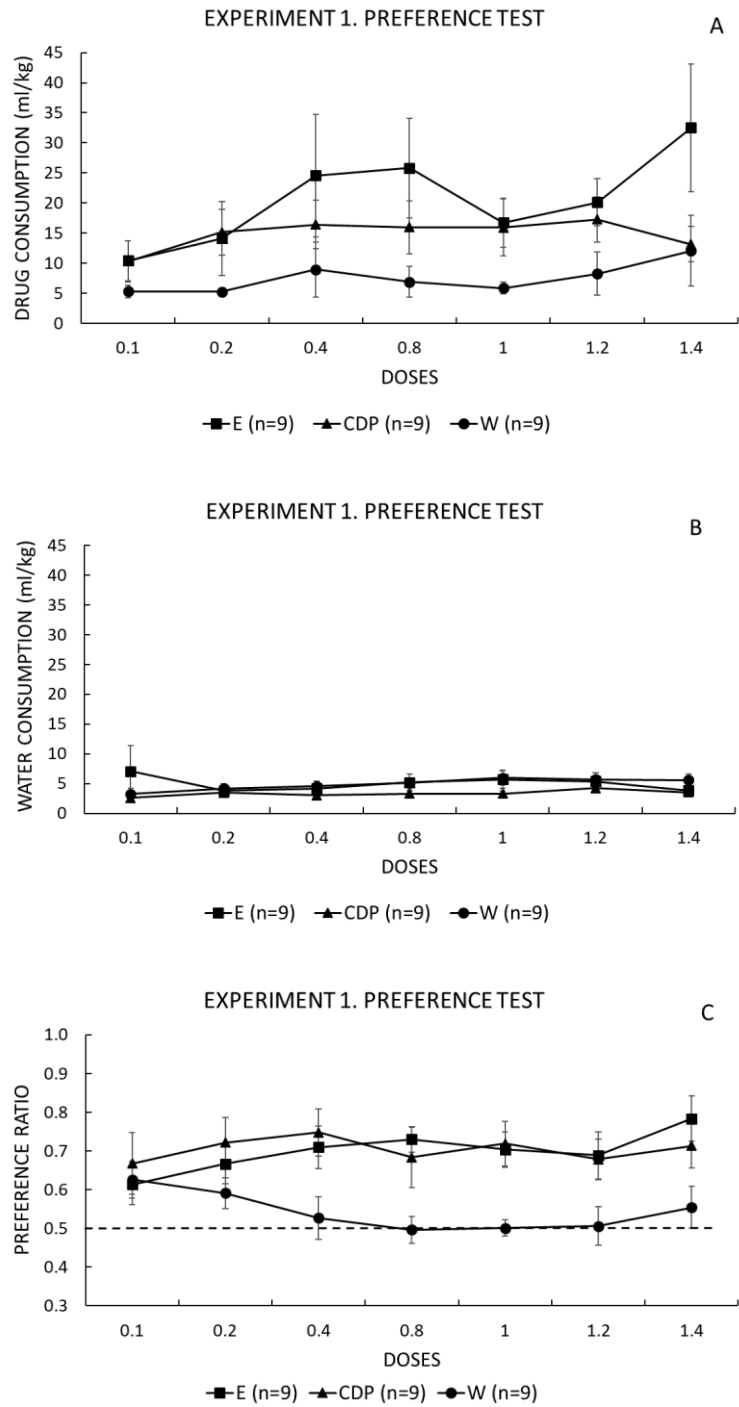 EXPERIMENT 1. PREFERENCE TEST
A
45
40
35
30
25
20
15
10
5
0
DRUG CONSUMPTION (ml/kg)
0.1 0.2 0.4 0.8 1 1.2 1.4
DOSES
E (n=9) CDP (n=9) W (n=9)
EXPERIMENT 1. PREFERENCE TEST
B
45
40
35
30
25
20
15
10
5
0
WATER CONSUMPTION (ml/kg)
0.1 0.2 0.4 0.8 1 1.2 1.4
DOSES
E (n=9) CDP (n=9) W (n=9)
EXPERIMENT 1. PREFERENCE TEST
C
1.0
0.9
0.8
0.7
0.6
0.5
0.4
0.3
PREFERENCE RATIO
0.1 0.2 0.4 0.8 1 1.2 1.4
DOSES
E (n=9) CDP (n=9) W (n=9)